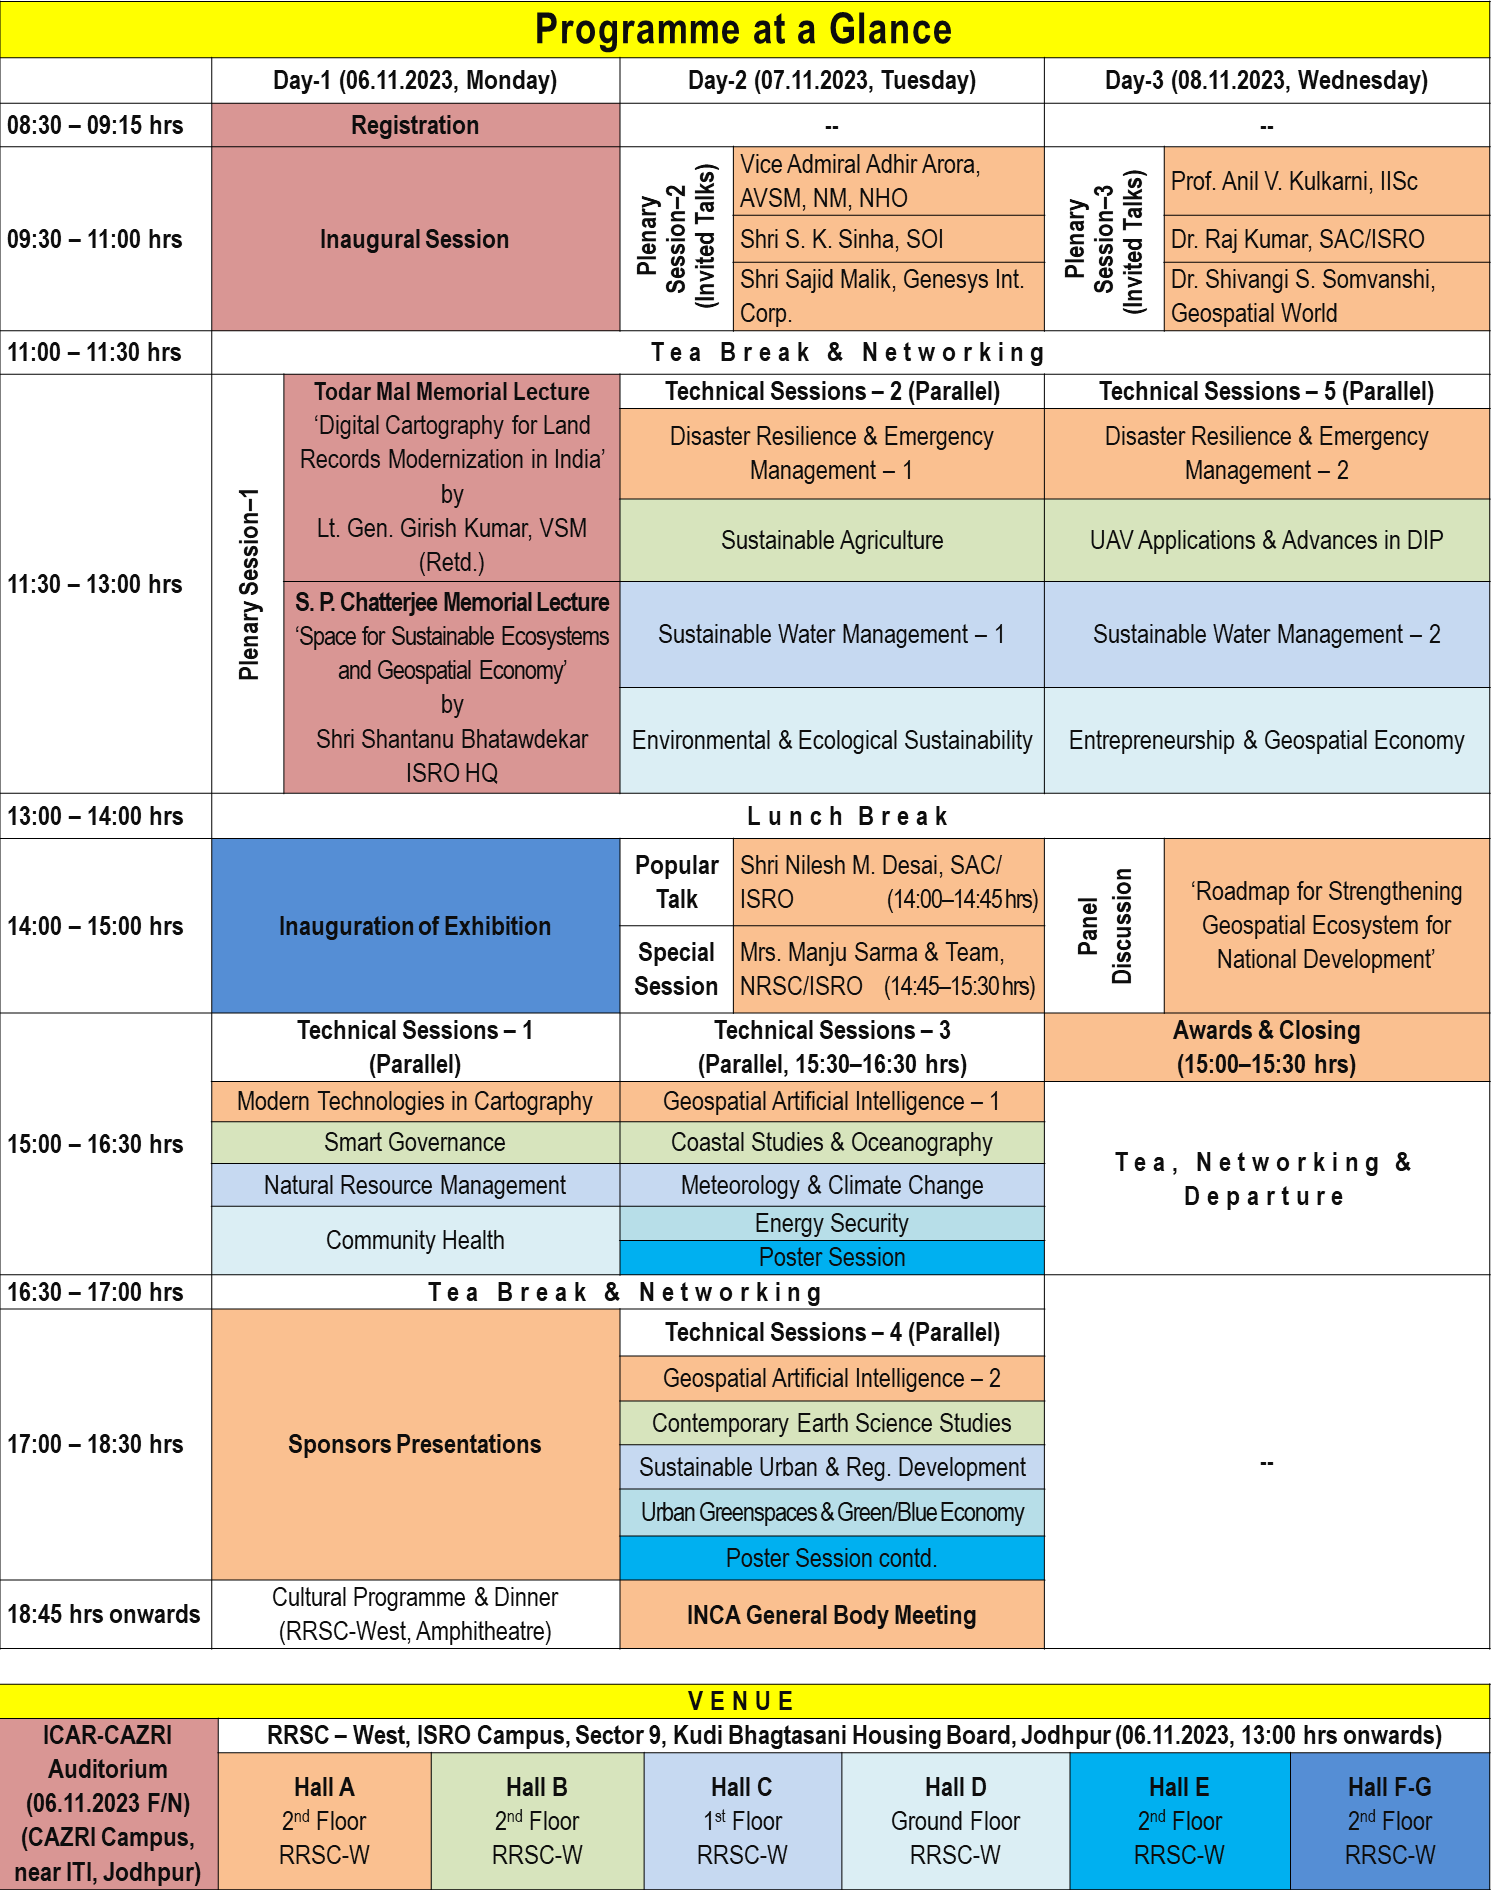 Programme at a Glance
Day-1 (06.11.2023, Monday)
Day-2 (07.11.2023, Tuesday)
Day-3 (08.11.2023, Wednesday)
08:30 – 09:15 hrs
Registration
--
--
09:30 – 11:00 hrs
Inaugural Session
Plenary
Session–2
(Invited Talks)
Vice Admiral Adhir Arora,
AVSM, NM, NHO
Shri S. K. Sinha, SOI
Shri Sajid Malik, Genesys Int.
Corp.
Plenary
Session–3
(Invited Talks)
Prof. Anil V. Kulkarni, IISc
Dr. Raj Kumar, SAC/ISRO
Dr. Shivangi S. Somvanshi,
Geospatial World
11:00 – 11:30 hrs
Tea Break & Networking
11:30 – 13:00 hrs
Plenary Session–1
Todar Mal Memorial Lecture
‘Digital Cartography for Land
Records Modernization in India’
by
Lt. Gen. Girish Kumar, VSM
(Retd.)
S. P. Chatterjee Memorial Lecture
‘Space for Sustainable Ecosystems
and Geospatial Economy’
by
Shri Shantanu Bhatawdekar
ISRO HQ
Technical Sessions – 2 (Parallel)
Disaster Resilience & Emergency
Management – 1
Sustainable Agriculture
Sustainable Water Management – 1
Environmental & Ecological Sustainability
Technical Sessions – 5 (Parallel)
Disaster Resilience & Emergency
Management – 2
UAV Applications & Advances in DIP
Sustainable Water Management – 2
Entrepreneurship & Geospatial Economy
13:00 – 14:00 hrs
Lunch Break
14:00 – 15:00 hrs
Inauguration of Exhibition
Popular
Talk
Shri Nilesh M. Desai, SAC/
ISRO (14:00–14:45 hrs)
Special
Session
Mrs. Manju Sarma & Team,
NRSC/ISRO (14:45–15:30 hrs)
Panel
Discussion
‘Roadmap for Strengthening
Geospatial Ecosystem for
National Development’
15:00 – 16:30 hrs
Technical Sessions – 1
(Parallel)
Modern Technologies in Cartography
Smart Governance
Natural Resource Management
Community Health
Technical Sessions – 3
(Parallel, 15:30–16:30 hrs)
Geospatial Artificial Intelligence – 1
Coastal Studies & Oceanography
Meteorology & Climate Change
Energy Security
Poster Session
Awards & Closing
(15:00–15:30 hrs)
Tea, Networking &
Departure
16:30 – 17:00 hrs
Tea Break & Networking
17:00 – 18:30 hrs
Sponsors Presentations
Technical Sessions – 4 (Parallel)
Geospatial Artificial Intelligence – 2
Contemporary Earth Science Studies
Sustainable Urban & Reg. Development
Urban Greenspaces & Green/Blue Economy
Poster Session contd.
--
18:45 hrs onwards
Cultural Programme & Dinner
(RRSC-West, Amphitheatre)
INCA General Body Meeting
VENUE
ICAR-CAZRI
Auditorium
(06.11.2023 F/N)
(CAZRI Campus,
near ITI, Jodhpur)
RRSC – West, ISRO Campus, Sector 9, Kudi Bhagtasani Housing Board, Jodhpur (06.11.2023, 13:00 hrs onwards)
Hall A
2nd Floor
RRSC-W
Hall B
2nd Floor
RRSC-W
Hall C
1st Floor
RRSC-W
Hall D
Ground Floor
RRSC-W
Hall E
2nd Floor
RRSC-W
Hall F-G
2nd Floor
RRSC-W